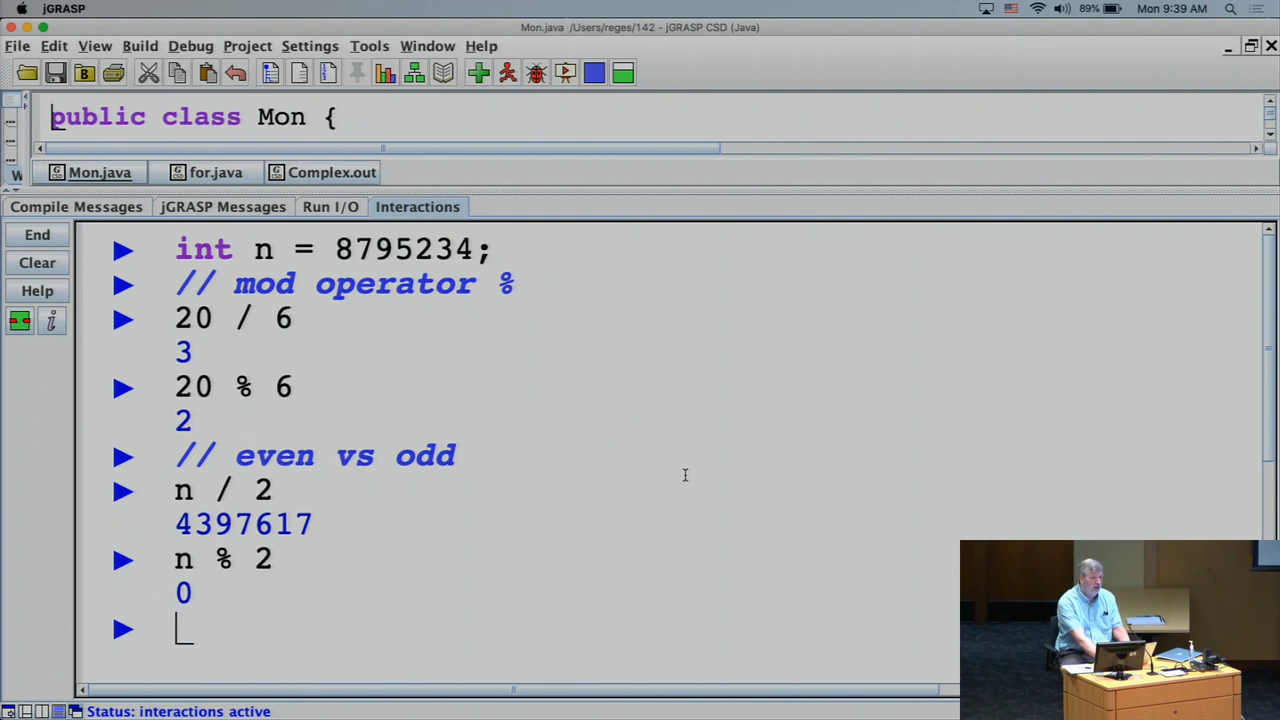 jGRASP
89%
Mon 9:39 AM
Mon.java /Users/reges/142 - jGRASP CSD (Java)
File Edit View Build Debug Project Settings Tools Window Help
public class Mon {
W
Mon.java
for.java
Complex.out
Compile Messages
jGRASP Messages
Run I/O
Interactions
End
Clear
Help
int n = 8795234;
// mod operator %
20 / 6
3
20 % 6
2
// even vs odd
n / 2
4397617
n % 2
0
Status: interactions active